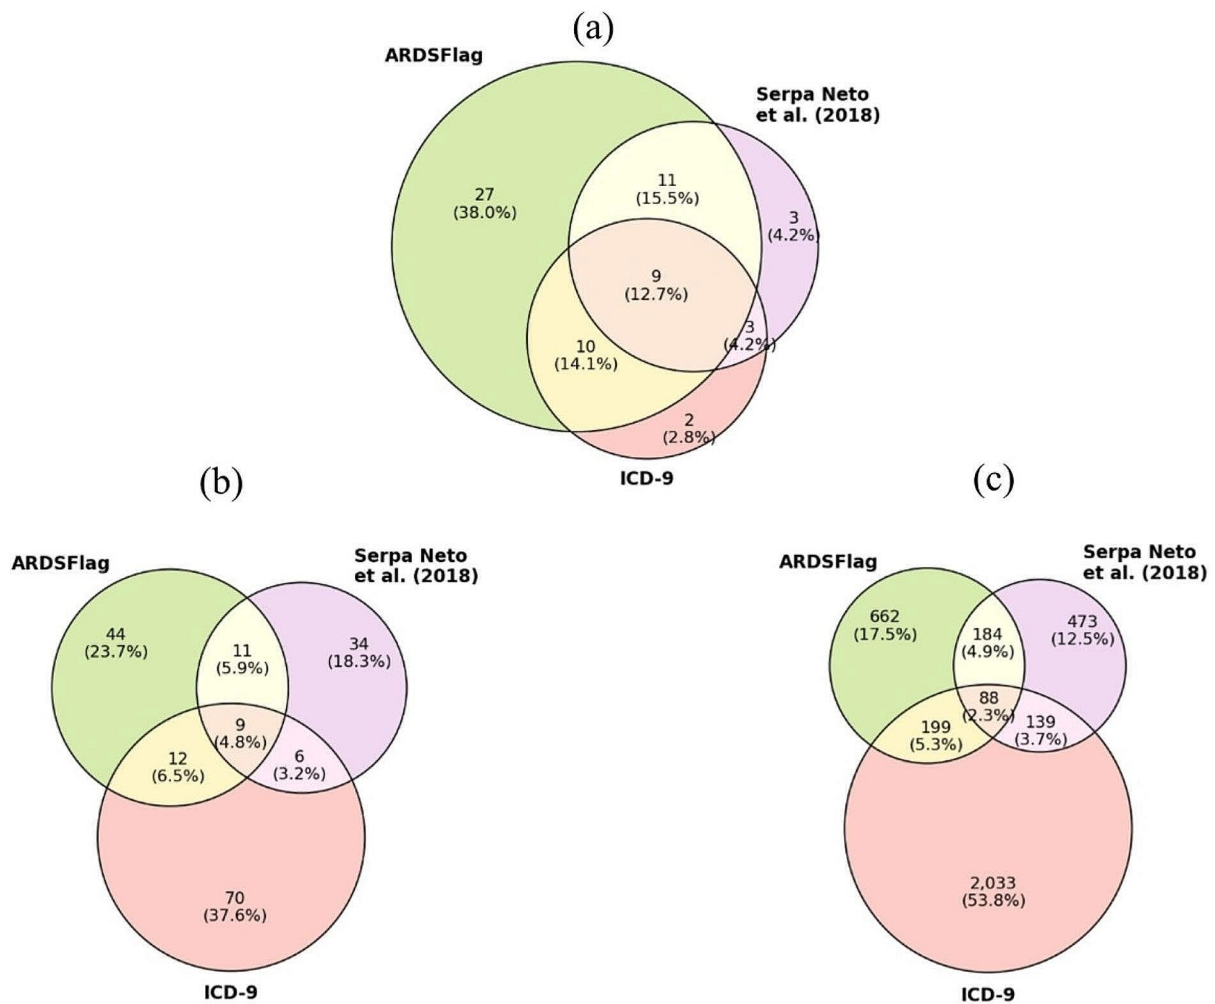 (a)
ARDSFlag
Serpa Neto
et al. (2018)
27
(38.0%)
11
(15.5%)
3
(4.2%)
9
(12.7%)
10
(14.1%)
3
(4.2%)
2
(2.8%)
ICD-9
(b)
ARDSFlag
Serpa Neto
et al. (2018)
44
(23.7%)
11
(5.9%)
34
(18.3%)
9
(4.8%)
12
(6.5%)
6
(3.2%)
70
(37.6%)
ICD-9
(c)
ARDSFlag
Serpa Neto
et al. (2018)
662
(17.5%)
184
(4.9%)
473
(12.5%)
88
(2.3%)
199
(5.3%)
139
(3.7%)
2,033
(53.8%)
ICD-9